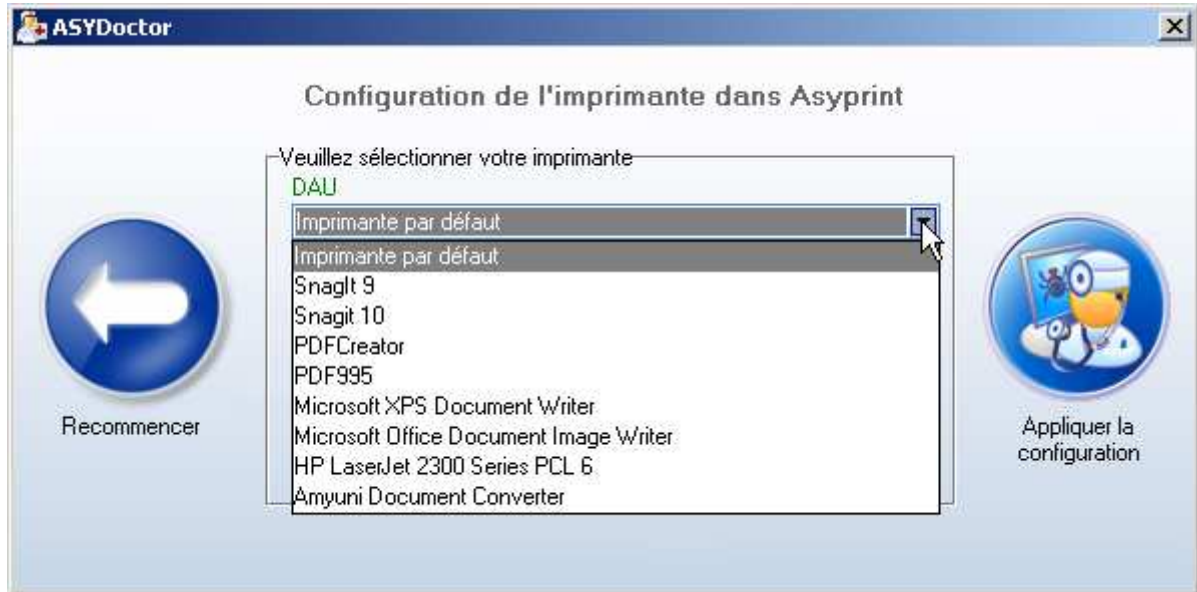 ASYDoctor
Configuration de l'imprimante dans Asyprint
Veuillez sélectionner votre imprimante
DAU
Imprimante par défaut
Imprimante par défaut
SnagIt 9
Snagit 10
PDFCreator
PDF995
Microsoft XPS Document Writer
Microsoft Office Document Image Writer
HP LaserJet 2300 Series PCL 6
Amyuni Document Converter
Recommencer
Appliquer la
configuration